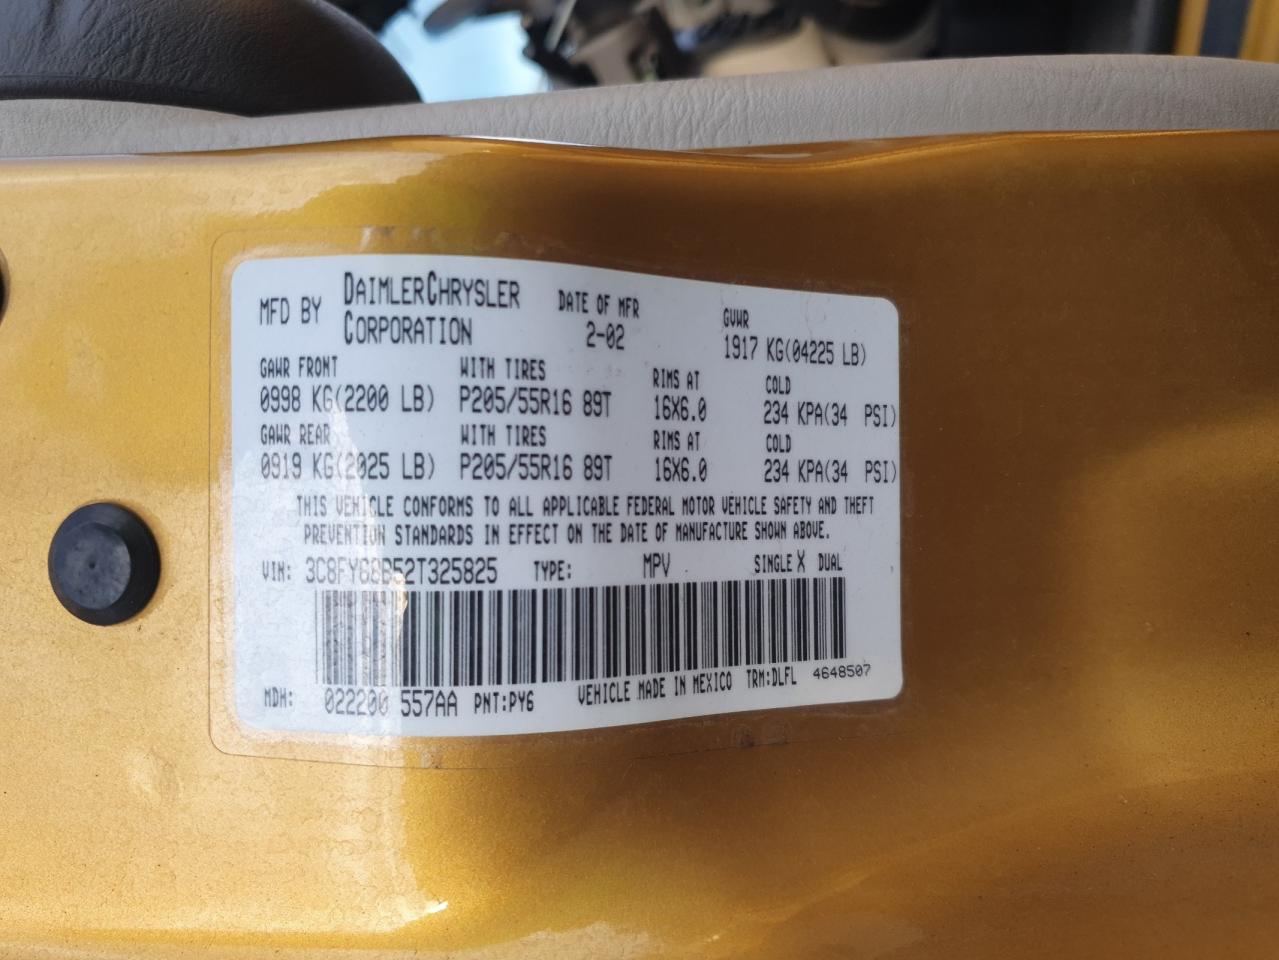 MFD BY DAIMLERCHRYSLER CORPORATION DATE OF MFR 2-02 GVWR 1917 KG(04225 LB)
GAWR FRONT WITH TIRES RIMS AT COLD
0998 KG(2200 LB) P205/55R16 89T 16X6.0 234 KPA(34 PSI)
GAWR REAR WITH TIRES RIMS AT COLD
0919 KG(2025 LB) P205/55R16 89T 16X6.0 234 KPA(34 PSI)
THIS VEHICLE CONFORMS TO ALL APPLICABLE FEDERAL MOTOR VEHICLE SAFETY AND THEFT
PREVENTION STANDARDS IN EFFECT ON THE DATE OF MANUFACTURE SHOWN ABOVE.
VIN: 3C8FY68B52T325825 TYPE: MPV SINGLE X DUAL
MDH: 022200 557AA PNT:PY6 VEHICLE MADE IN MEXICO TRM:DLFL 4648507